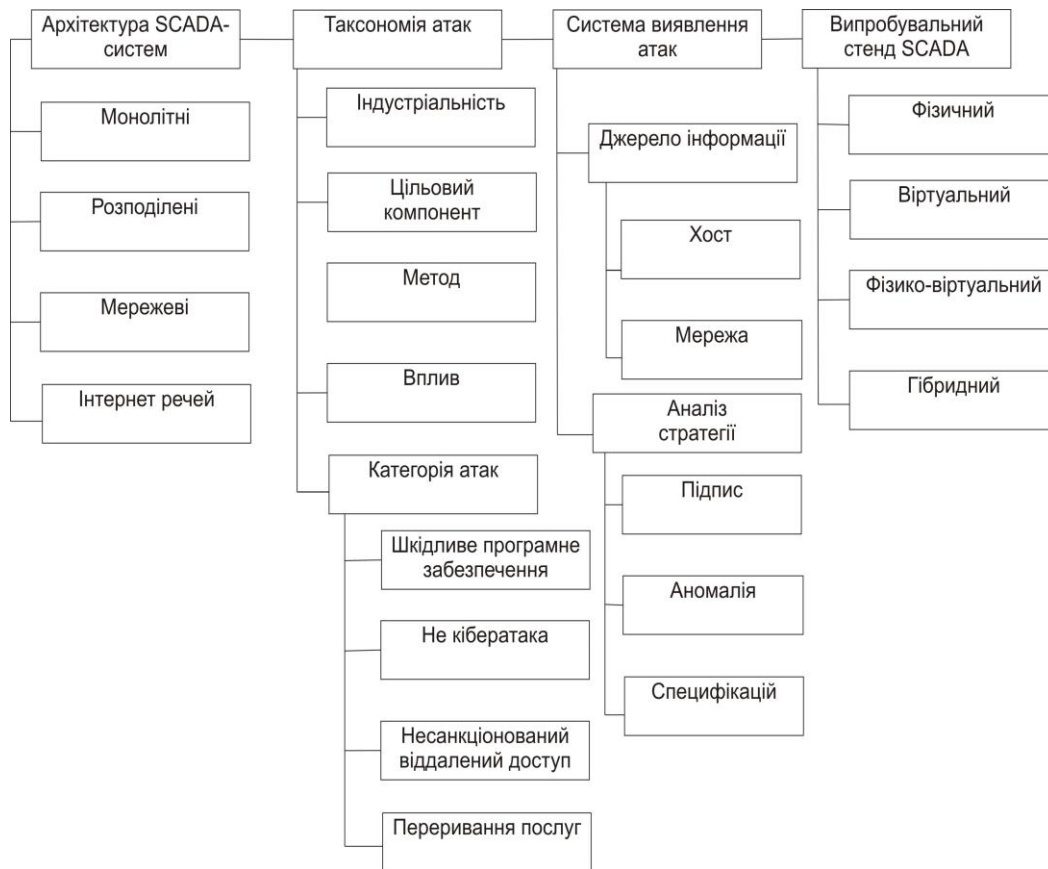 Архітектура SCADA-
систем
Монолітні
Розподілені
Мережеві
Інтернет речей
Таксономія атак
Індустріальність
Цільовий
компонент
Метод
Вплив
Категорія атак
Шкідливе програмне
забезпечення
Не кібератака
Несанкціонований
віддалений доступ
Переривання послуг
Система виявлення
атак
Джерело інформації
Хост
Мережа
Аналіз
стратегії
Підпис
Аномалія
Специфікацій
Випробувальний
стенд SCADA
Фізичний
Віртуальний
Фізико-віртуальний
Гібридний